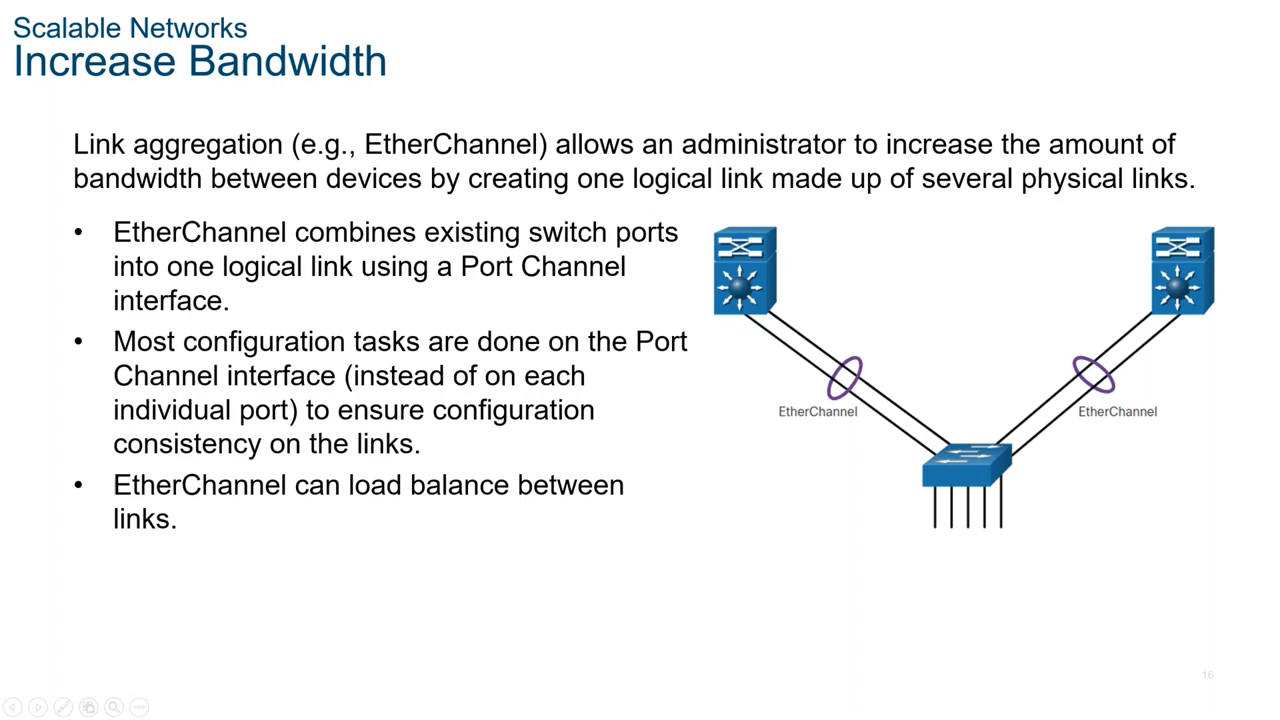 Scalable Networks
Increase Bandwidth
Link aggregation (e.g., EtherChannel) allows an administrator to increase the amount of
bandwidth between devices by creating one logical link made up of several physical links.
• EtherChannel combines existing switch ports
into one logical link using a Port Channel
interface.
• Most configuration tasks are done on the Port
Channel interface (instead of on each
individual port) to ensure configuration
consistency on the links.
• EtherChannel can load balance between
links.
EtherChannel
EtherChannel
16